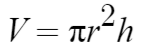 V = πr²h